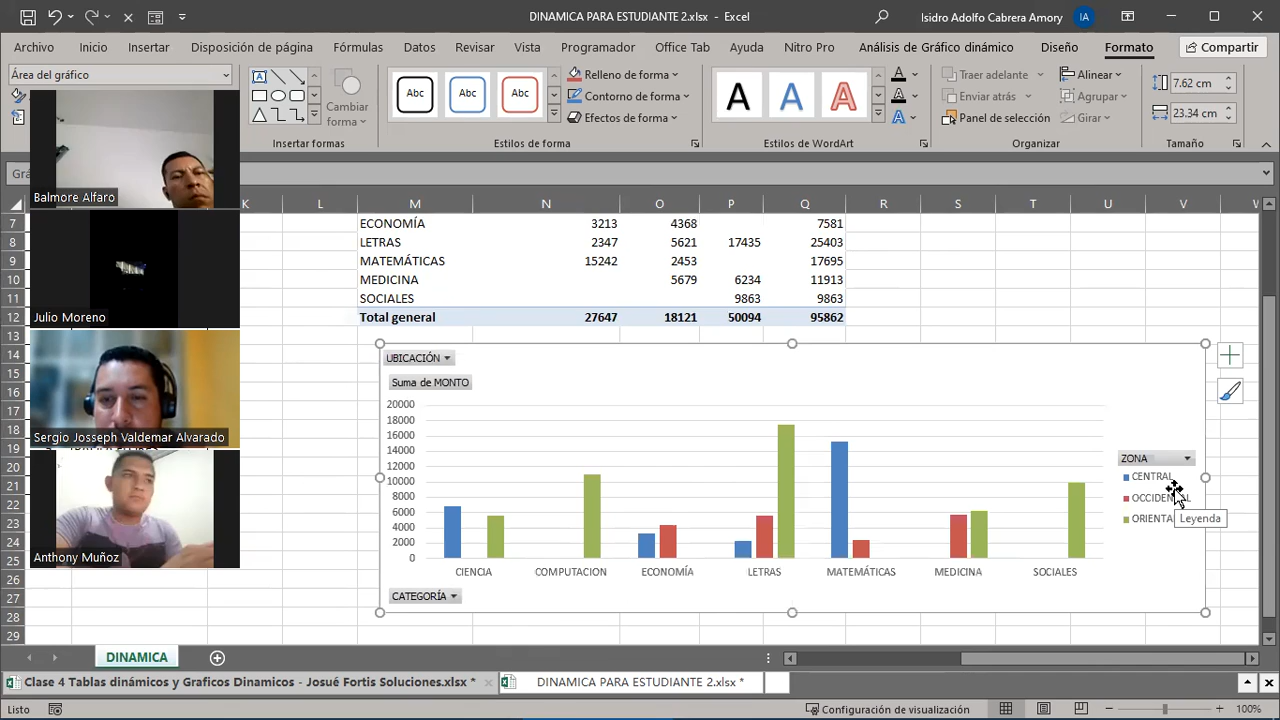 DINAMICA PARA ESTUDIANTE 2.xlsx - Excel
Isidro Adolfo Cabrera Amory
IA
Archivo Inicio Insertar Disposición de página Fórmulas Datos Revisar Vista Programador Office Tab Ayuda Nitro Pro Análisis de Gráfico dinámico Diseño Formato Compartir
Área del gráfico
Cambiar
forma
Insertar formas
Abc Abc Abc
Relleno de forma
Contorno de forma
Efectos de forma
Estilos de forma
A A A
Estilos de WordArt
Traer adelante
Enviar atrás
Panel de selección
Alinear
Agrupar
Girar
Organizar
7.62 cm
23.34 cm
Tamaño
Balmore Alfaro
Julio Moreno
Sergio Josseph Valdemar Alvarado
Anthony Muñoz
K L M N O P Q R S T U V
7 ECONOMÍA 3213 4368 7581
8 LETRAS 2347 5621 17435 25403
9 MATEMÁTICAS 15242 2453 17695
10 MEDICINA 5679 6234 11913
11 SOCIALES 9863 9863
12 Total general 27647 18121 50094 95862
13
14
15
16
17
18
19
20
21
22
23
24
25
26
27
28
29
UBICACIÓN
Suma de MONTO
20000
18000
16000
14000
12000
10000
8000
6000
4000
2000
0
CIENCIA COMPUTACION ECONOMÍA LETRAS MATEMÁTICAS MEDICINA SOCIALES
CATEGORÍA
ZONA
CENTRAL
OCCIDENTAL
ORIENTA
Leyenda
DINAMICA
Clase 4 Tablas dinámicos y Graficos Dinamicos - Josué Fortis Soluciones.xlsx *
DINAMICA PARA ESTUDIANTE 2.xlsx *
Listo
Configuración de visualización
100%